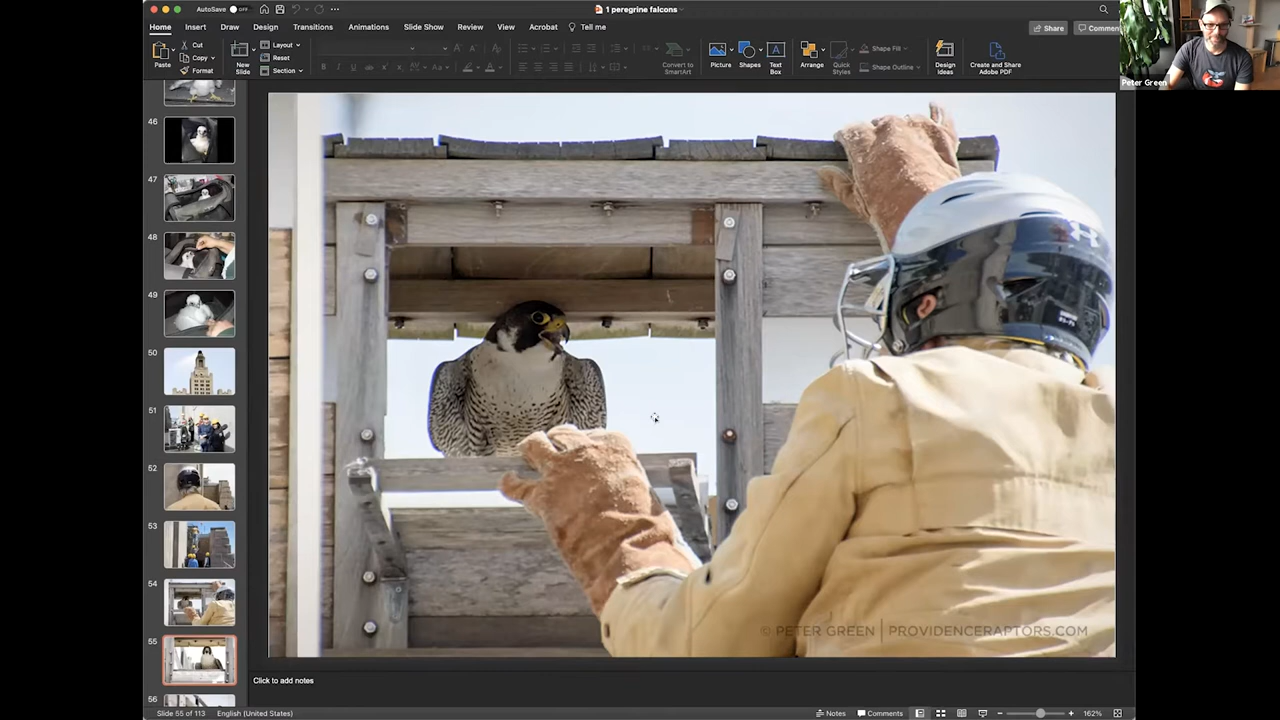 AutoSave OFF
1 peregrine falcons
Home Insert Draw Design Transitions Animations Slide Show Review View Acrobat Tell me
Share Commen
Paste
Cut
Copy
Format
New Slide
Layout
Reset
Section
Convert to SmartArt
Picture
Shapes
Text Box
Arrange
Quick Styles
Shape Fill
Shape Outline
Design Ideas
Create and Share Adobe PDF
Peter Green
46
47
48
49
50
51
52
53
54
55
56
© PETER GREEN | PROVIDENCERAPTORS.COM
Click to add notes
Slide 55 of 113 English (United States) Notes Comments 162%